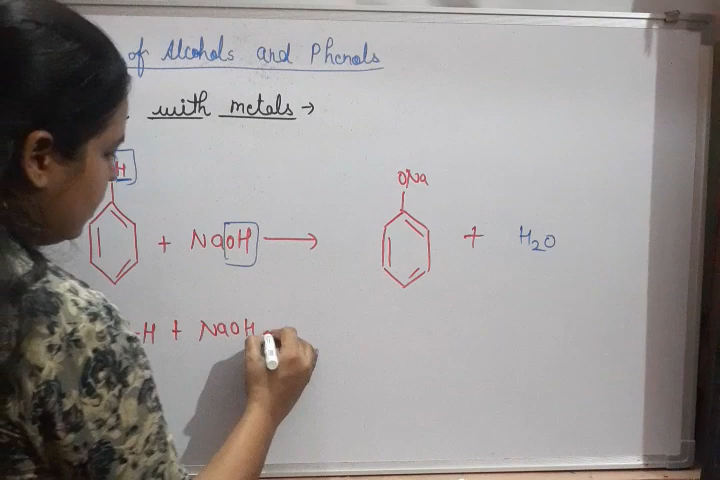 of Alcohols and Phenols
with metals →
H
ONa
+ NaOH → + H2O
-H + NaOH